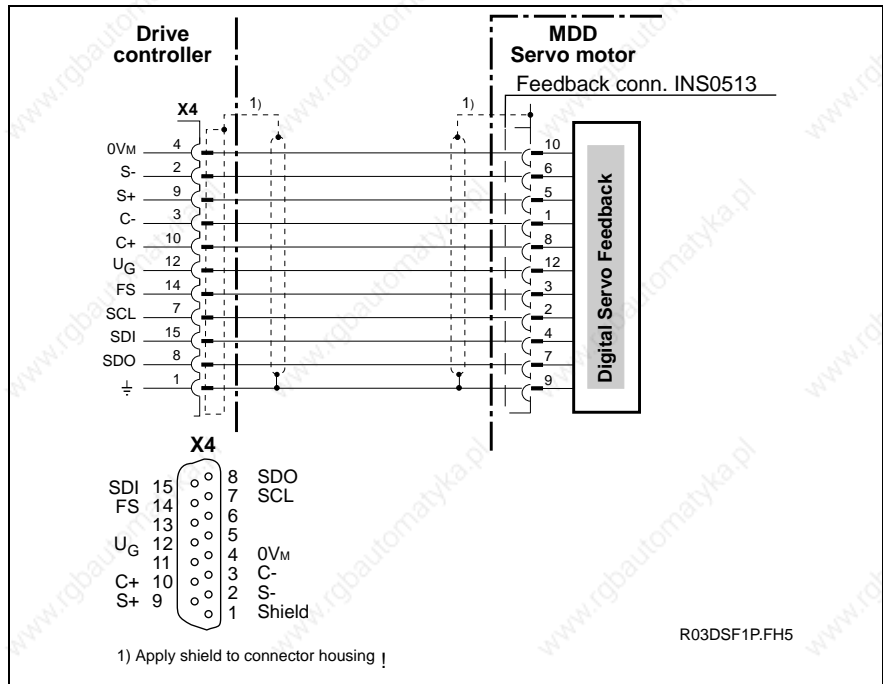 Drive
controller
MDD
Servo motor
Feedback conn. INS0513
X4
1)
1)
0VM 4 10
S- 2 6
S+ 9 5
C- 3 1
C+ 10 8
UG 12 12
FS 14 3
SCL 7 2
SDI 15 4
SDO 8 7
1 9
Digital Servo Feedback
X4
8 SDO
SDI 15
7 SCL
FS 14
6
13
5
UG 12
4 0VM
11
3 C-
C+ 10
2 S-
S+ 9
1 Shield
R03DSF1P.FH5
1) Apply shield to connector housing !
www.rgbautomatyka.pl